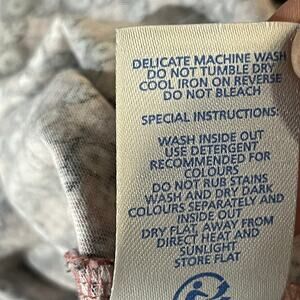 DELICATE MACHINE WASH
DO NOT TUMBLE DRY
COOL IRON ON REVERSE
DO NOT BLEACH
SPECIAL INSTRUCTIONS:
WASH INSIDE OUT
USE DETERGENT
RECOMMENDED FOR
COLOURS
DO NOT RUB STAINS
WASH AND DRY DARK
COLOURS SEPARATELY AND
INSIDE OUT
DRY FLAT, AWAY FROM
DIRECT HEAT AND
SUNLIGHT
STORE FLAT